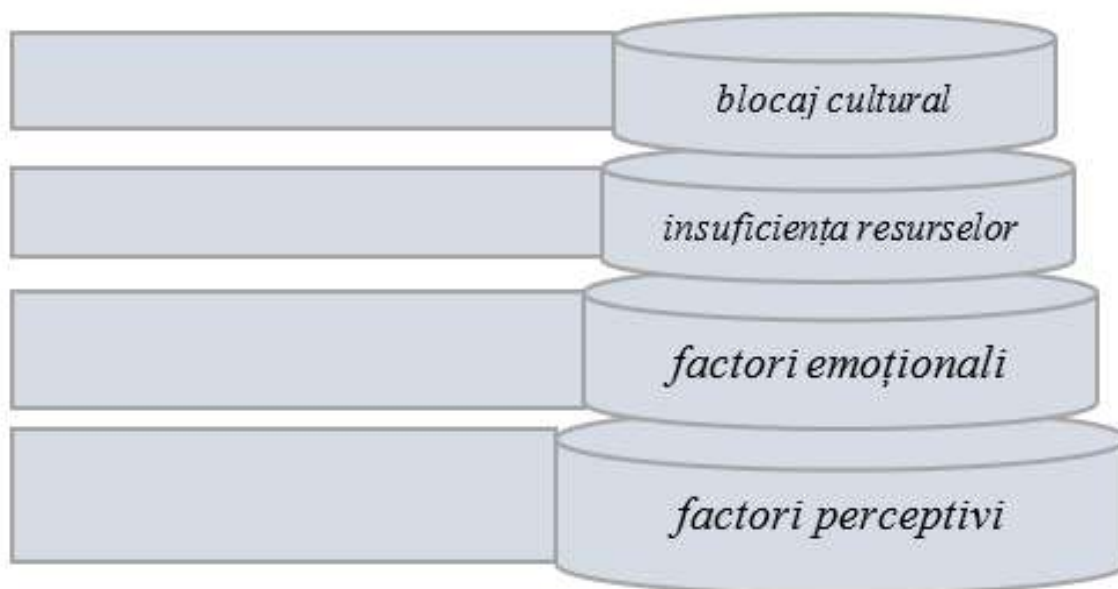 blocaj cultural
insuficiența resurselor
factori emoționali
factori perceptivi